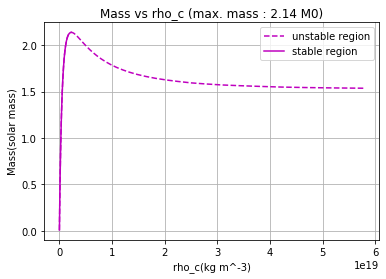 Mass vs rho_c (max. mass : 2.14 M0)
unstable region
stable region
Mass(solar mass)
2.0
1.5
1.0
0.5
0.0
0
1
2
3
4
5
6
1e19
rho_c(kg m^-3)